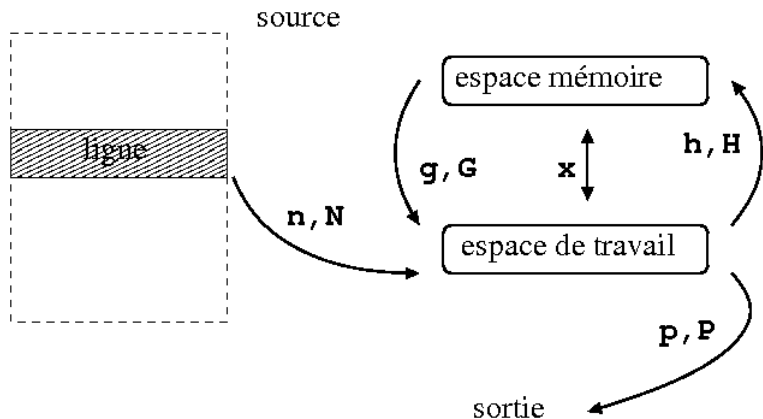 source
espace mémoire
ligne
g, G
x
h, H
n, N
espace de travail
p, P
sortie